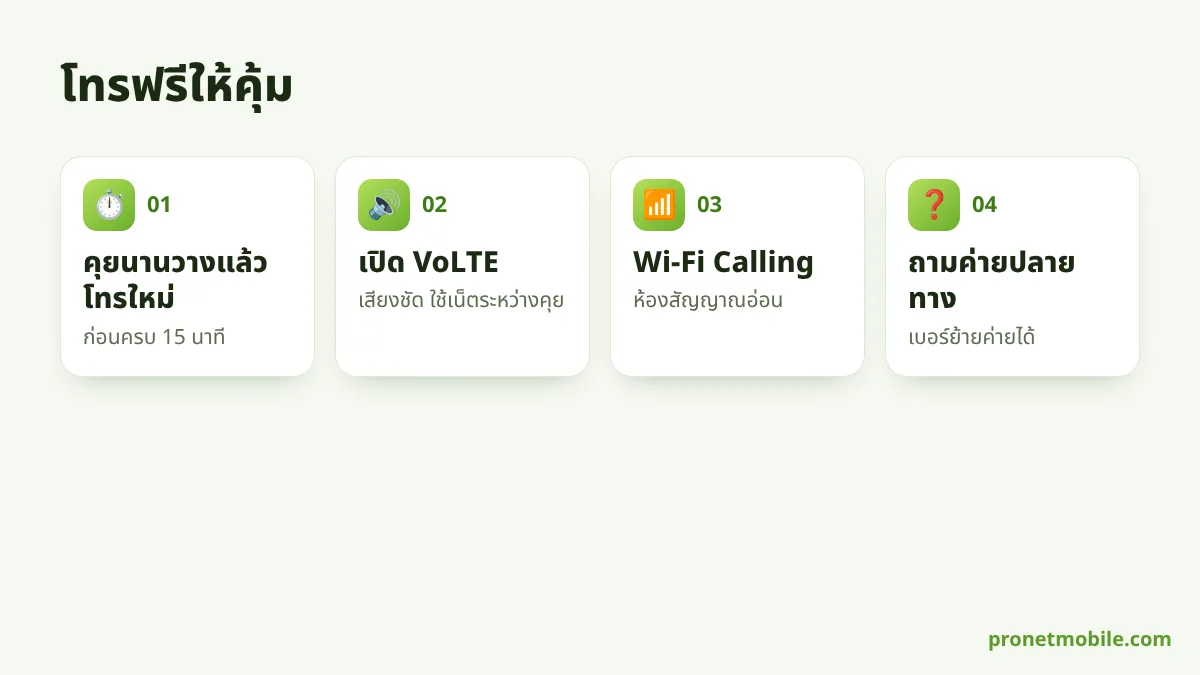 โทรฟรีให้คุ้ม
01
คุยนานวางแล้ว
โทรใหม่
ก่อนครบ 15 นาที
02
เปิด VoLTE
เสียงชัด ใช้เน็ตระหว่างคุย
03
Wi-Fi Calling
ห้องสัญญาณอ่อน
04
ถามค่ายปลาย
ทาง
เบอร์ย้ายค่ายได้
pronetmobile.com